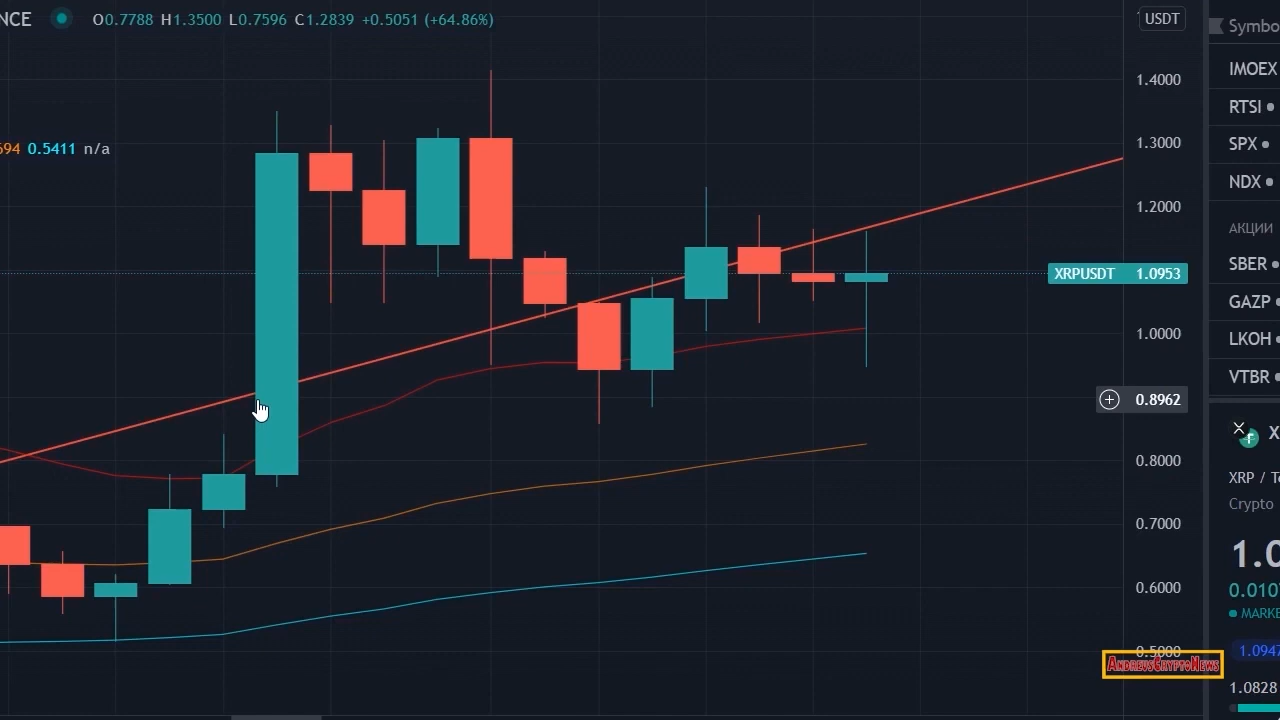 NCE O0.7788 H1.3500 L0.7596 C1.2839 +0.5051 (+64.86%)
USDT
Symbo
1.4000
IMOEX
RTSI
594 0.5411 n/a
1.3000
SPX
NDX
1.2000
АКЦИИ
SBER
XRPUSDT 1.0953
GAZP
1.0000
LKOH
VTBR
0.8962
X
0.8000
XRP / Te
Crypto
0.7000
1.0
0.6000
0.010
MARKE
0.5000
1.0947
AndreusCryptoNews
1.0828